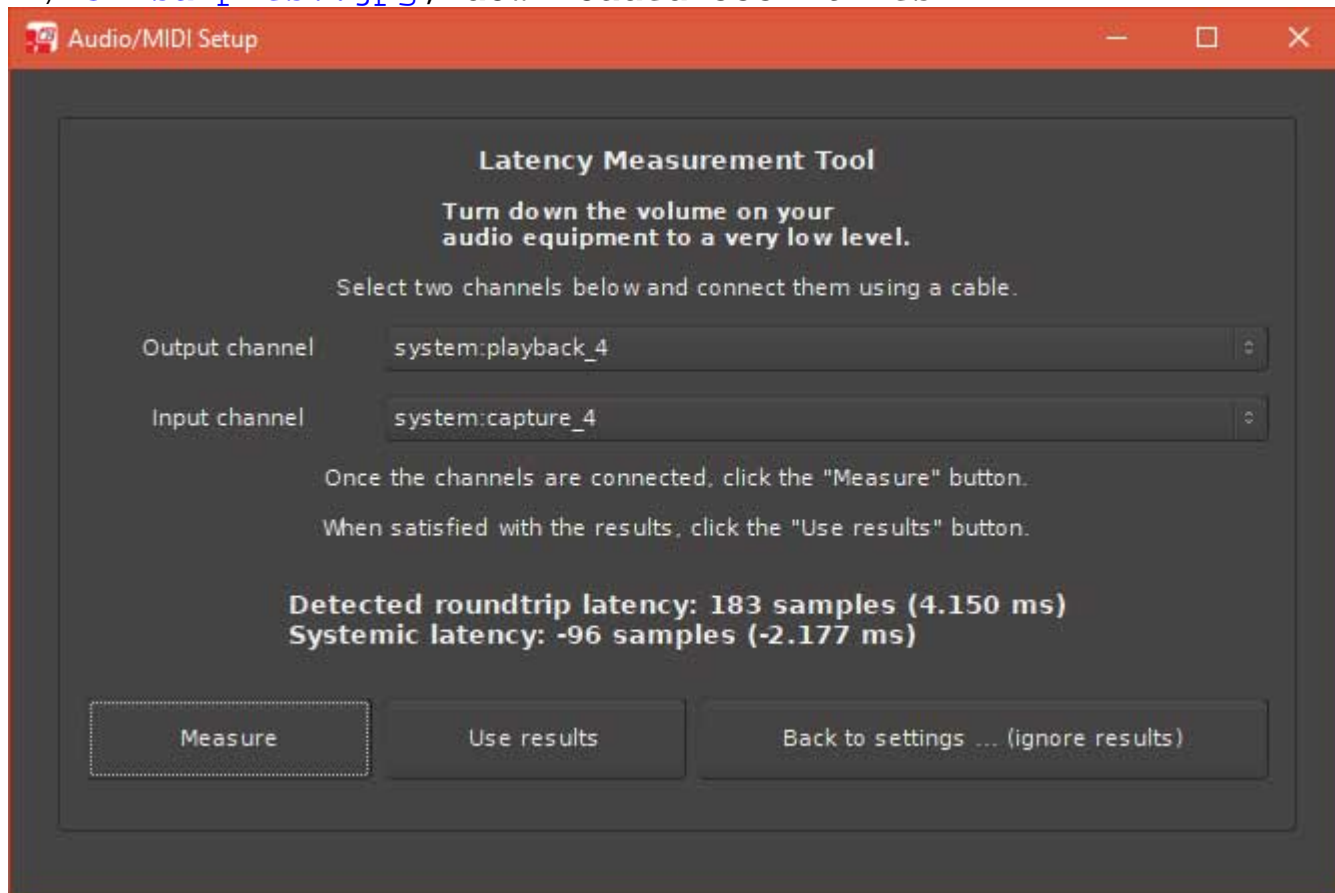 Audio/MIDI Setup
Latency Measurement Tool
Turn down the volume on your
audio equipment to a very low level.
Select two channels below and connect them using a cable.
Output channel system:playback_4
Input channel system:capture_4
Once the channels are connected, click the "Measure" button.
When satisfied with the results, click the "Use results" button.
Detected roundtrip latency: 183 samples (4.150 ms)
Systemic latency: -96 samples (-2.177 ms)
Measure Use results Back to settings ... (ignore results)